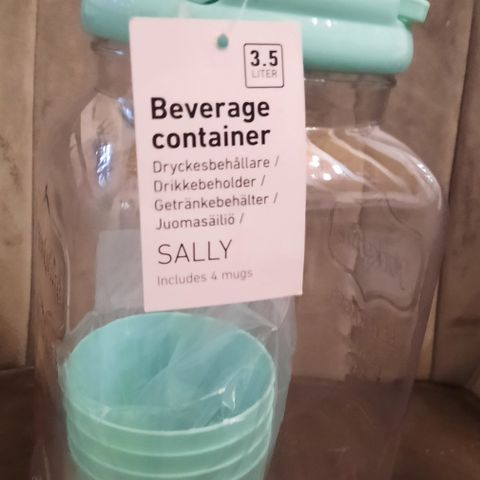 3.5
LITER
Beverage
container
Dryckesbehållare /
Drikkebeholder /
Getränkebehälter /
Juomasäiliö /
SALLY
Includes 4 mugs